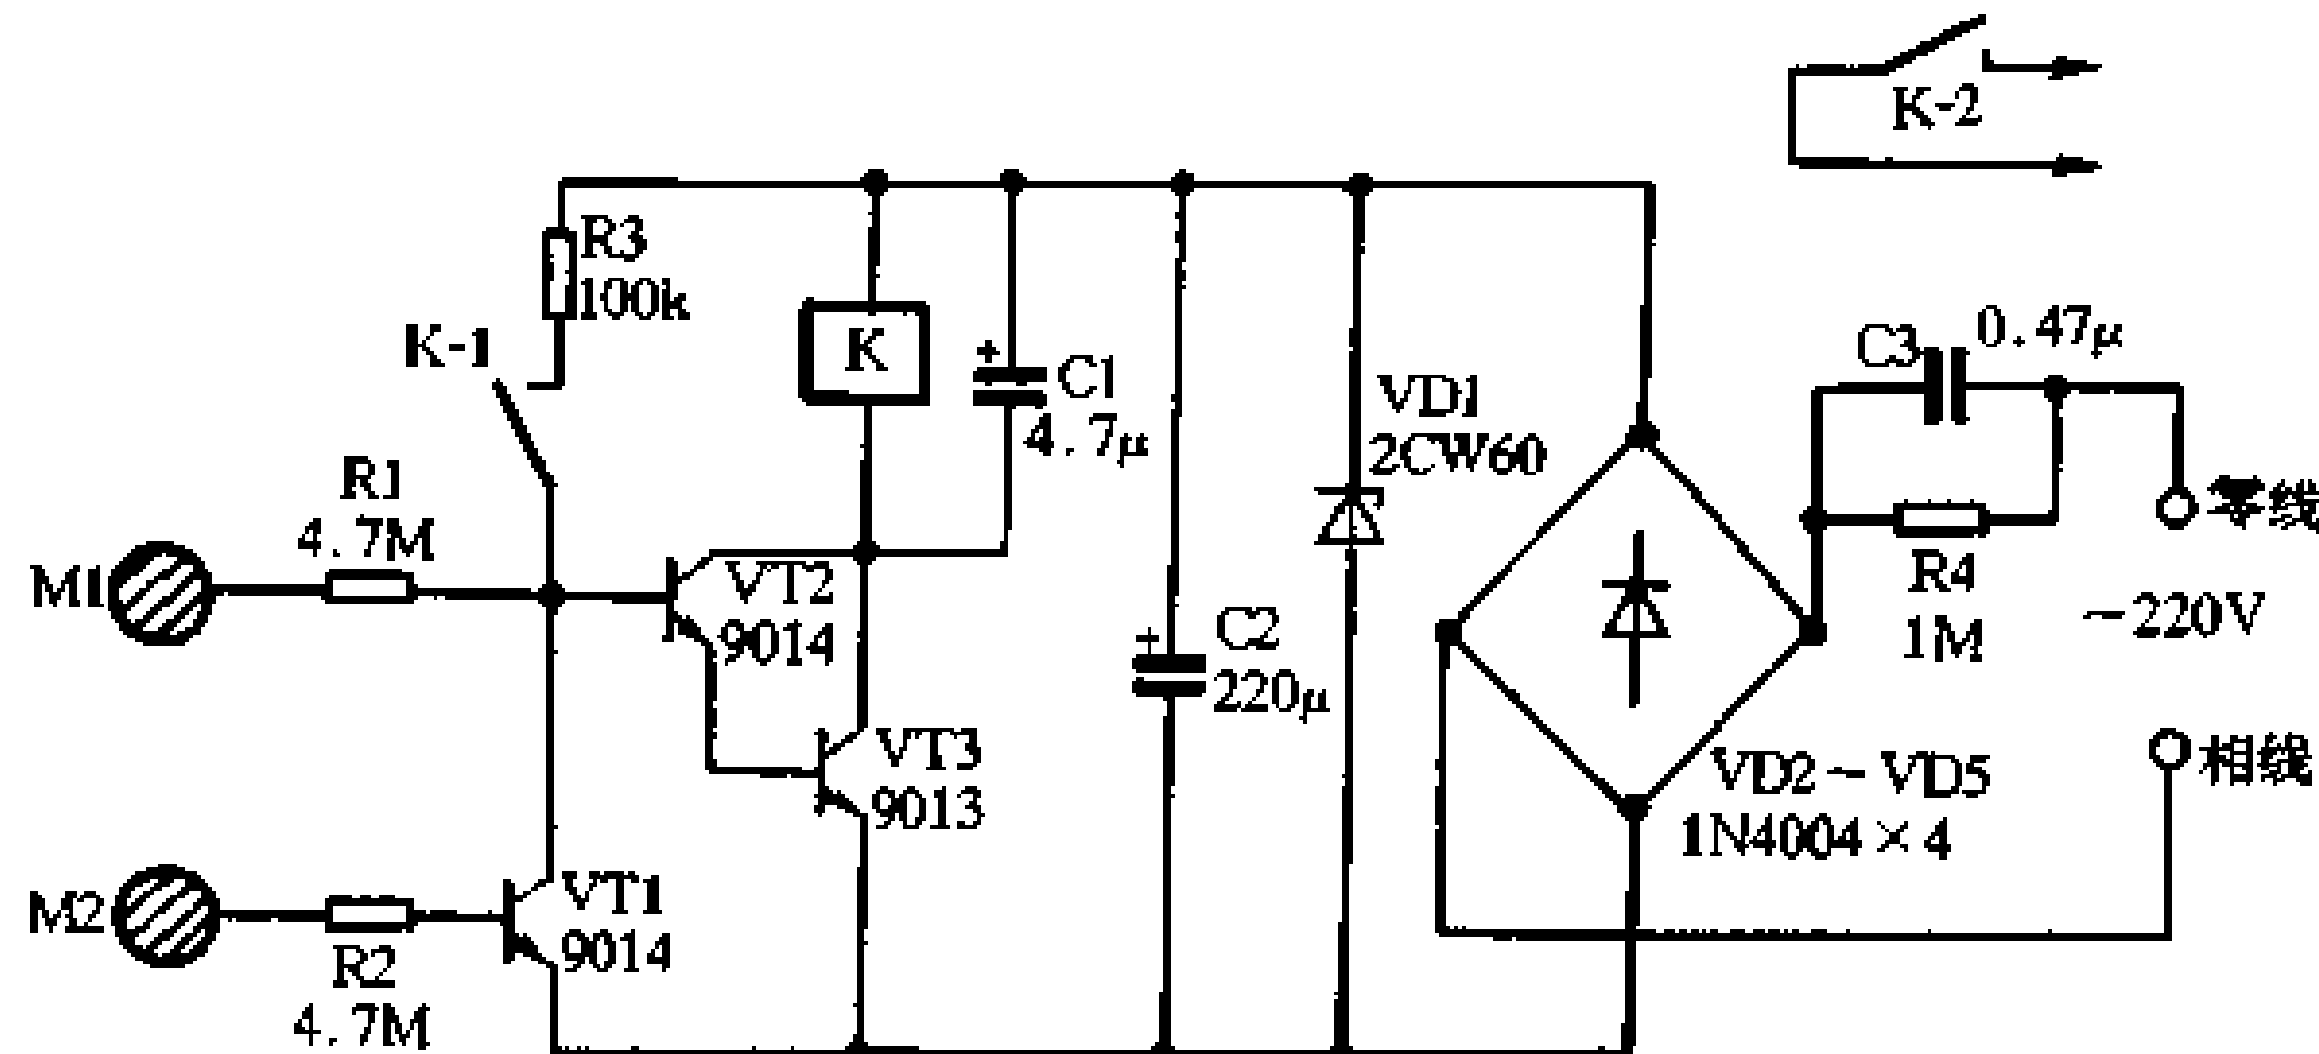 K-2
R3
100k
K-1
K
C1
4.7μ
VD1
2CW60
C3
0.47μ
零线
R4
1M
~220V
R1
4.7M
M1
VT2
9014
C2
220μ
VT3
9013
VD2~VD5
1N4004×4
相线
M2
R2
4.7M
VT1
9014